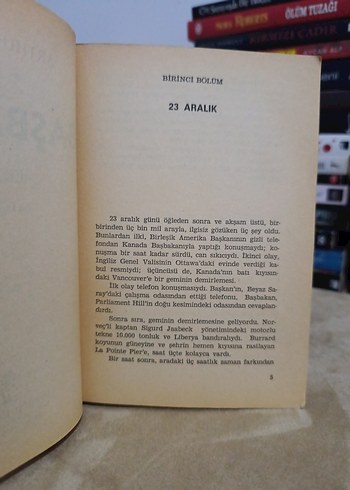 BİRİNCİ BÖLÜM
23 ARALIK
23 aralık günü öğleden sonra ve akşam üstü, bir-
birinden üç bin mil arayla, ilgisiz gözüken üç şey oldu.
Bunlardan ilki, Birleşik Amerika Başkanının gizli tele-
fondan Kanada Başbakanıyla yaptığı konuşmaydı; ko-
nuşma bir saat kadar sürdü, can sıkıcıydı. İkinci olay,
İngiliz Genel Valisinin Ottawa'daki evinde verdiği ka-
bul resmiydi; üçüncüsü de, Kanada'nın batı kıyısın-
daki Vancouver'e bir geminin demirlemesi.
İlk olay telefon konuşmasıydı. Başkan'ın, Beyaz Sa-
ray'daki çalışma odasından ettiği telefonu, Başbakan,
Parliament Hill'in doğu kesimindeki odasından cevaplan-
dırdı.
Sonra sıra, geminin demirlemesine geliyordu. Nor-
veç'li kaptan Sigurd Jaabeck yönetimindeki motorlu
tekne 10.000 tonluk ve Liberya bandıralıydı. Burrard
koyunun güneyine ve şehrin hemen kıyısına rastlayan
La Pointe Pier'e, saat üçte kolayca vardı.
Bir saat sonra, aradaki üç saatlik zaman farkından
5
ÖLÜM TUZAĞI
ROBERTS